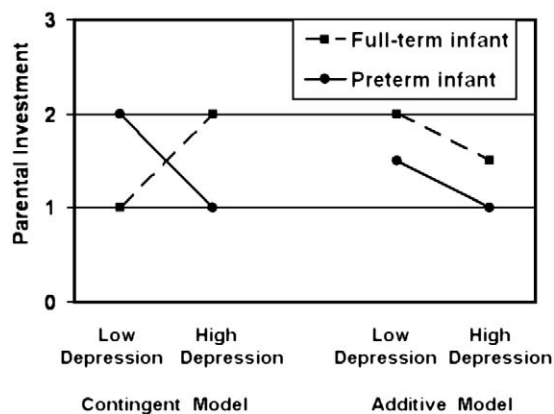 Full-term infant
Preterm infant
Parental Investment
3
2
1
0
Low High Low High
Depression Depression Depression Depression
Contingent Model Additive Model